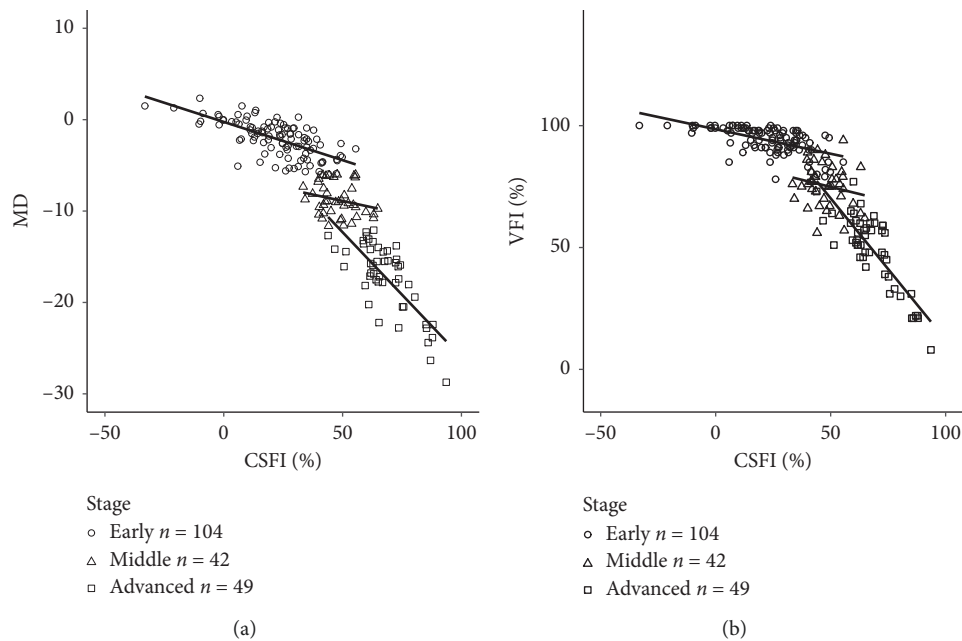 10
0
−10
−20
−30
MD
−50
0
50
100
CSFI (%)
Stage
Early n = 104
Middle n = 42
Advanced n = 49
(a)
100
50
0
VFI (%)
−50
0
50
100
CSFI (%)
Stage
Early n = 104
Middle n = 42
Advanced n = 49
(b)